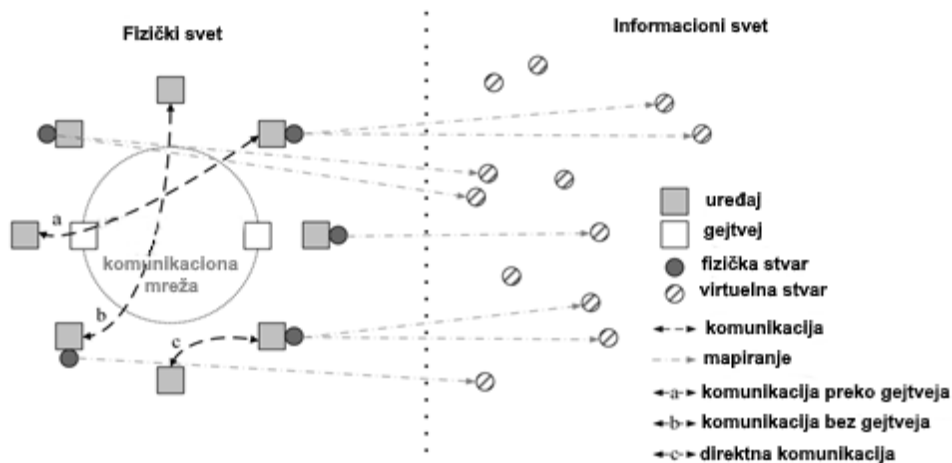 Fizički svet
Informacioni svet
a
komunikaciona
mreža
b
c
uređaj
gejtvej
fizička stvar
virtuelna stvar
komunikacija
mapiranje
a komunikacija preko gejtveja
b komunikacija bez gejtveja
c direktna komunikacija